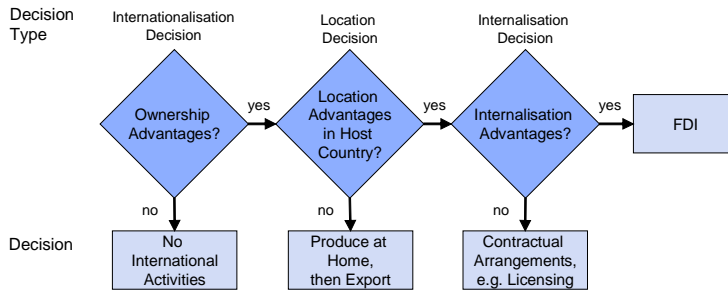 Decision
Type
Internationalisation
Decision
Location
Decision
Internalisation
Decision
Ownership
Advantages?
yes
Location
Advantages
in Host
Country?
yes
Internalisation
Advantages?
yes
FDI
no
no
no
Decision
No
International
Activities
Produce at
Home,
then Export
Contractual
Arrangements,
e.g. Licensing